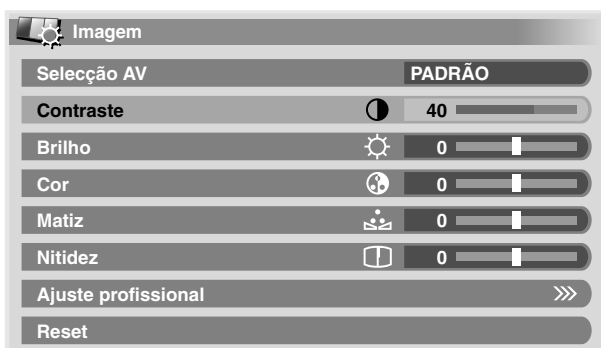 Imagem
Selecção AV PADRÃO
Contraste 40
Brilho 0
Cor 0
Matiz 0
Nitidez 0
Ajuste profissional
Reset